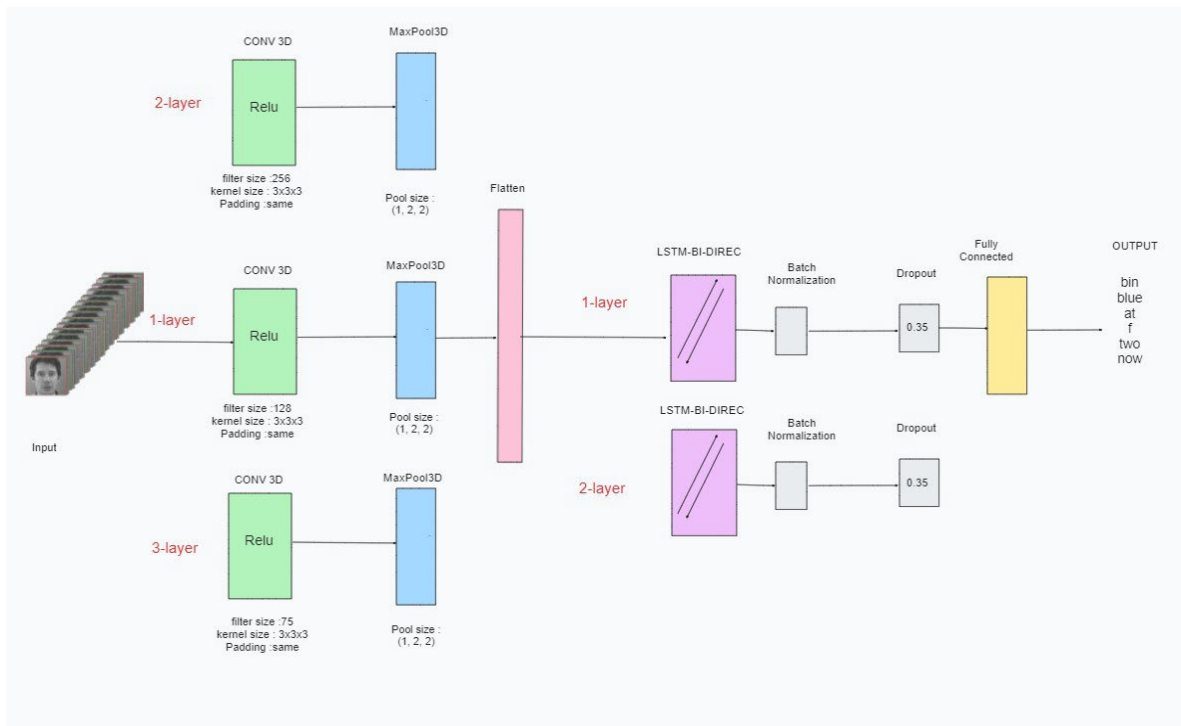 CONV 3D
MaxPool3D
2-layer
Relu
filter size :256
kernel size : 3x3x3
Padding :same
Pool size :
(1, 2, 2)
Flatten
Input
1-layer
CONV 3D
Relu
filter size :128
kernel size : 3x3x3
Padding :same
MaxPool3D
Pool size :
(1, 2, 2)
CONV 3D
3-layer
Relu
filter size :75
kernel size : 3x3x3
Padding :same
MaxPool3D
Pool size :
(1, 2, 2)
LSTM-BI-DIREC
1-layer
Batch
Normalization
Dropout
0.35
Fully
Connected
OUTPUT
bin
blue
at
f
two
now
LSTM-BI-DIREC
2-layer
Batch
Normalization
Dropout
0.35